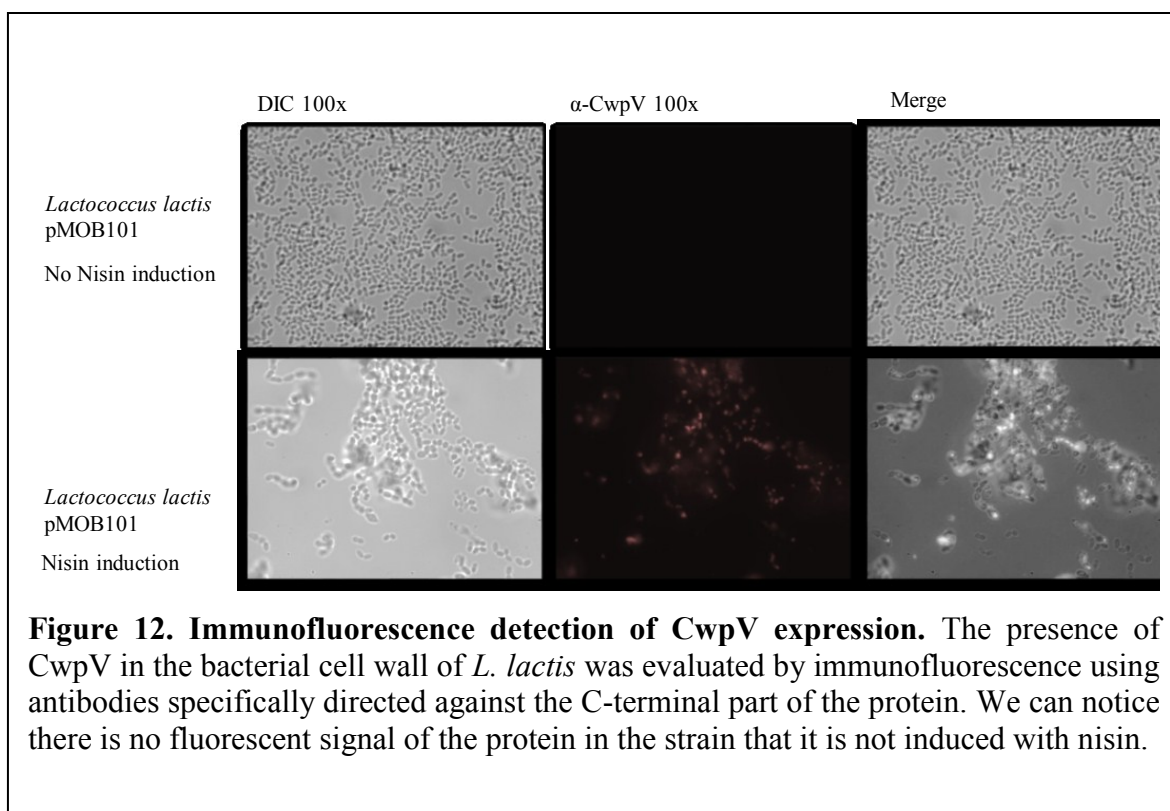 DIC 100x
α-CwpV 100x
Merge
Lactococcus lactis
pMOB101
No Nisin induction
Lactococcus lactis
pMOB101
Nisin induction
Figure 12. Immunofluorescence detection of CwpV expression. The presence of
CwpV in the bacterial cell wall of L. lactis was evaluated by immunofluorescence using
antibodies specifically directed against the C-terminal part of the protein. We can notice
there is no fluorescent signal of the protein in the strain that it is not induced with nisin.